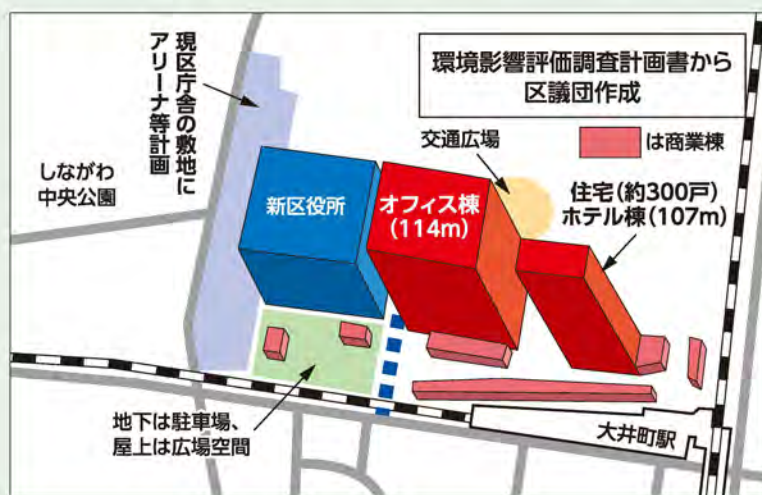 現区庁舎の敷地に
アリーナ等計画
環境影響評価調査計画書から
区議団作成
は商業棟
交通広場
しながわ
中央公園
新区役所
オフィス棟
(114m)
住宅(約300戸)
ホテル棟(107m)
地下は駐車場、
屋上は広場空間
大井町駅